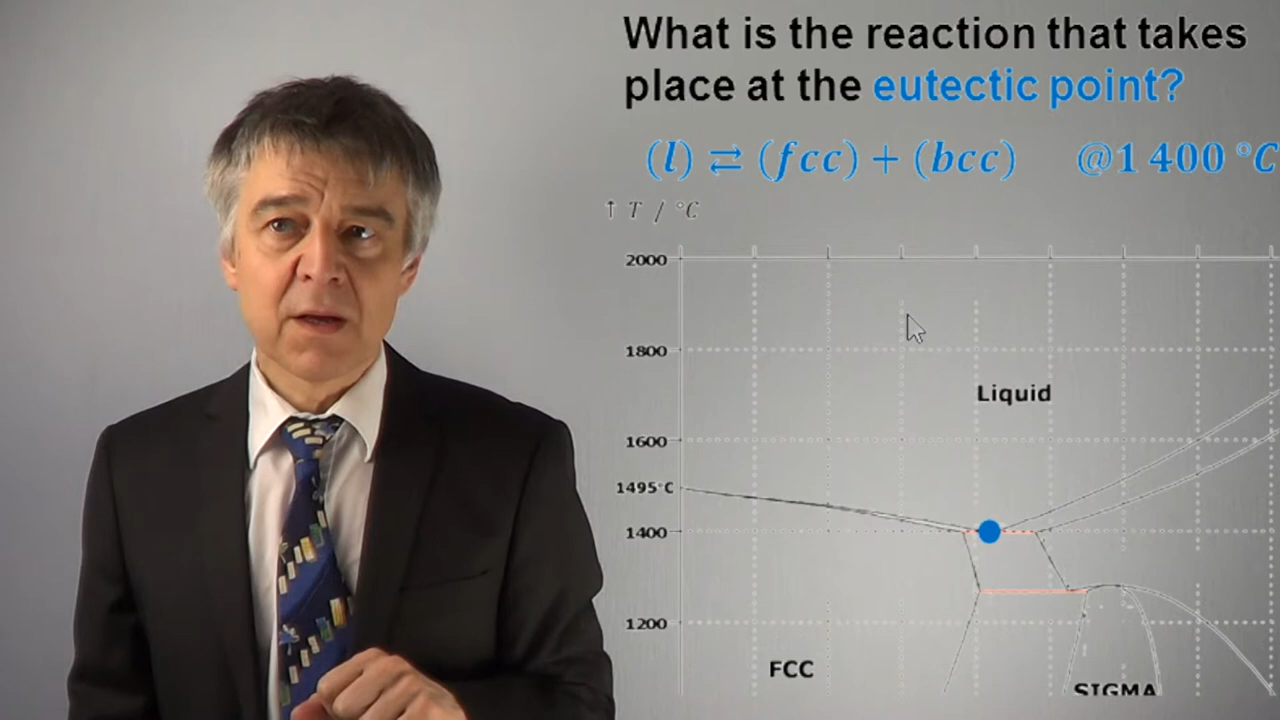 What is the reaction that takes
place at the eutectic point?
(l) ⇄ (fcc) + (bcc) @1 400 °C
↑ T / °C
2000
1800
Liquid
1600
1495°C
1400
1200
FCC
SIGMA